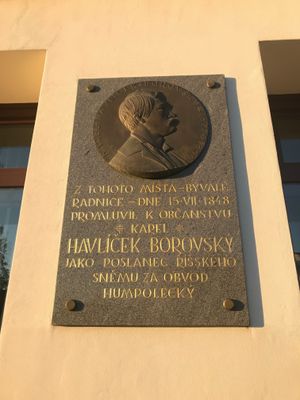 Z TOHOTO MÍSTA-BÝVALÉ
RADNICE-DNE 15·VII·1848
PROMLUVIL K OBČANSTVU
KAREL
HAVLÍČEK BOROVSKÝ
JAKO POSLANEC ŘÍŠSKÉHO
SNĚMU ZA OBVOD
HUMPOLECKÝ